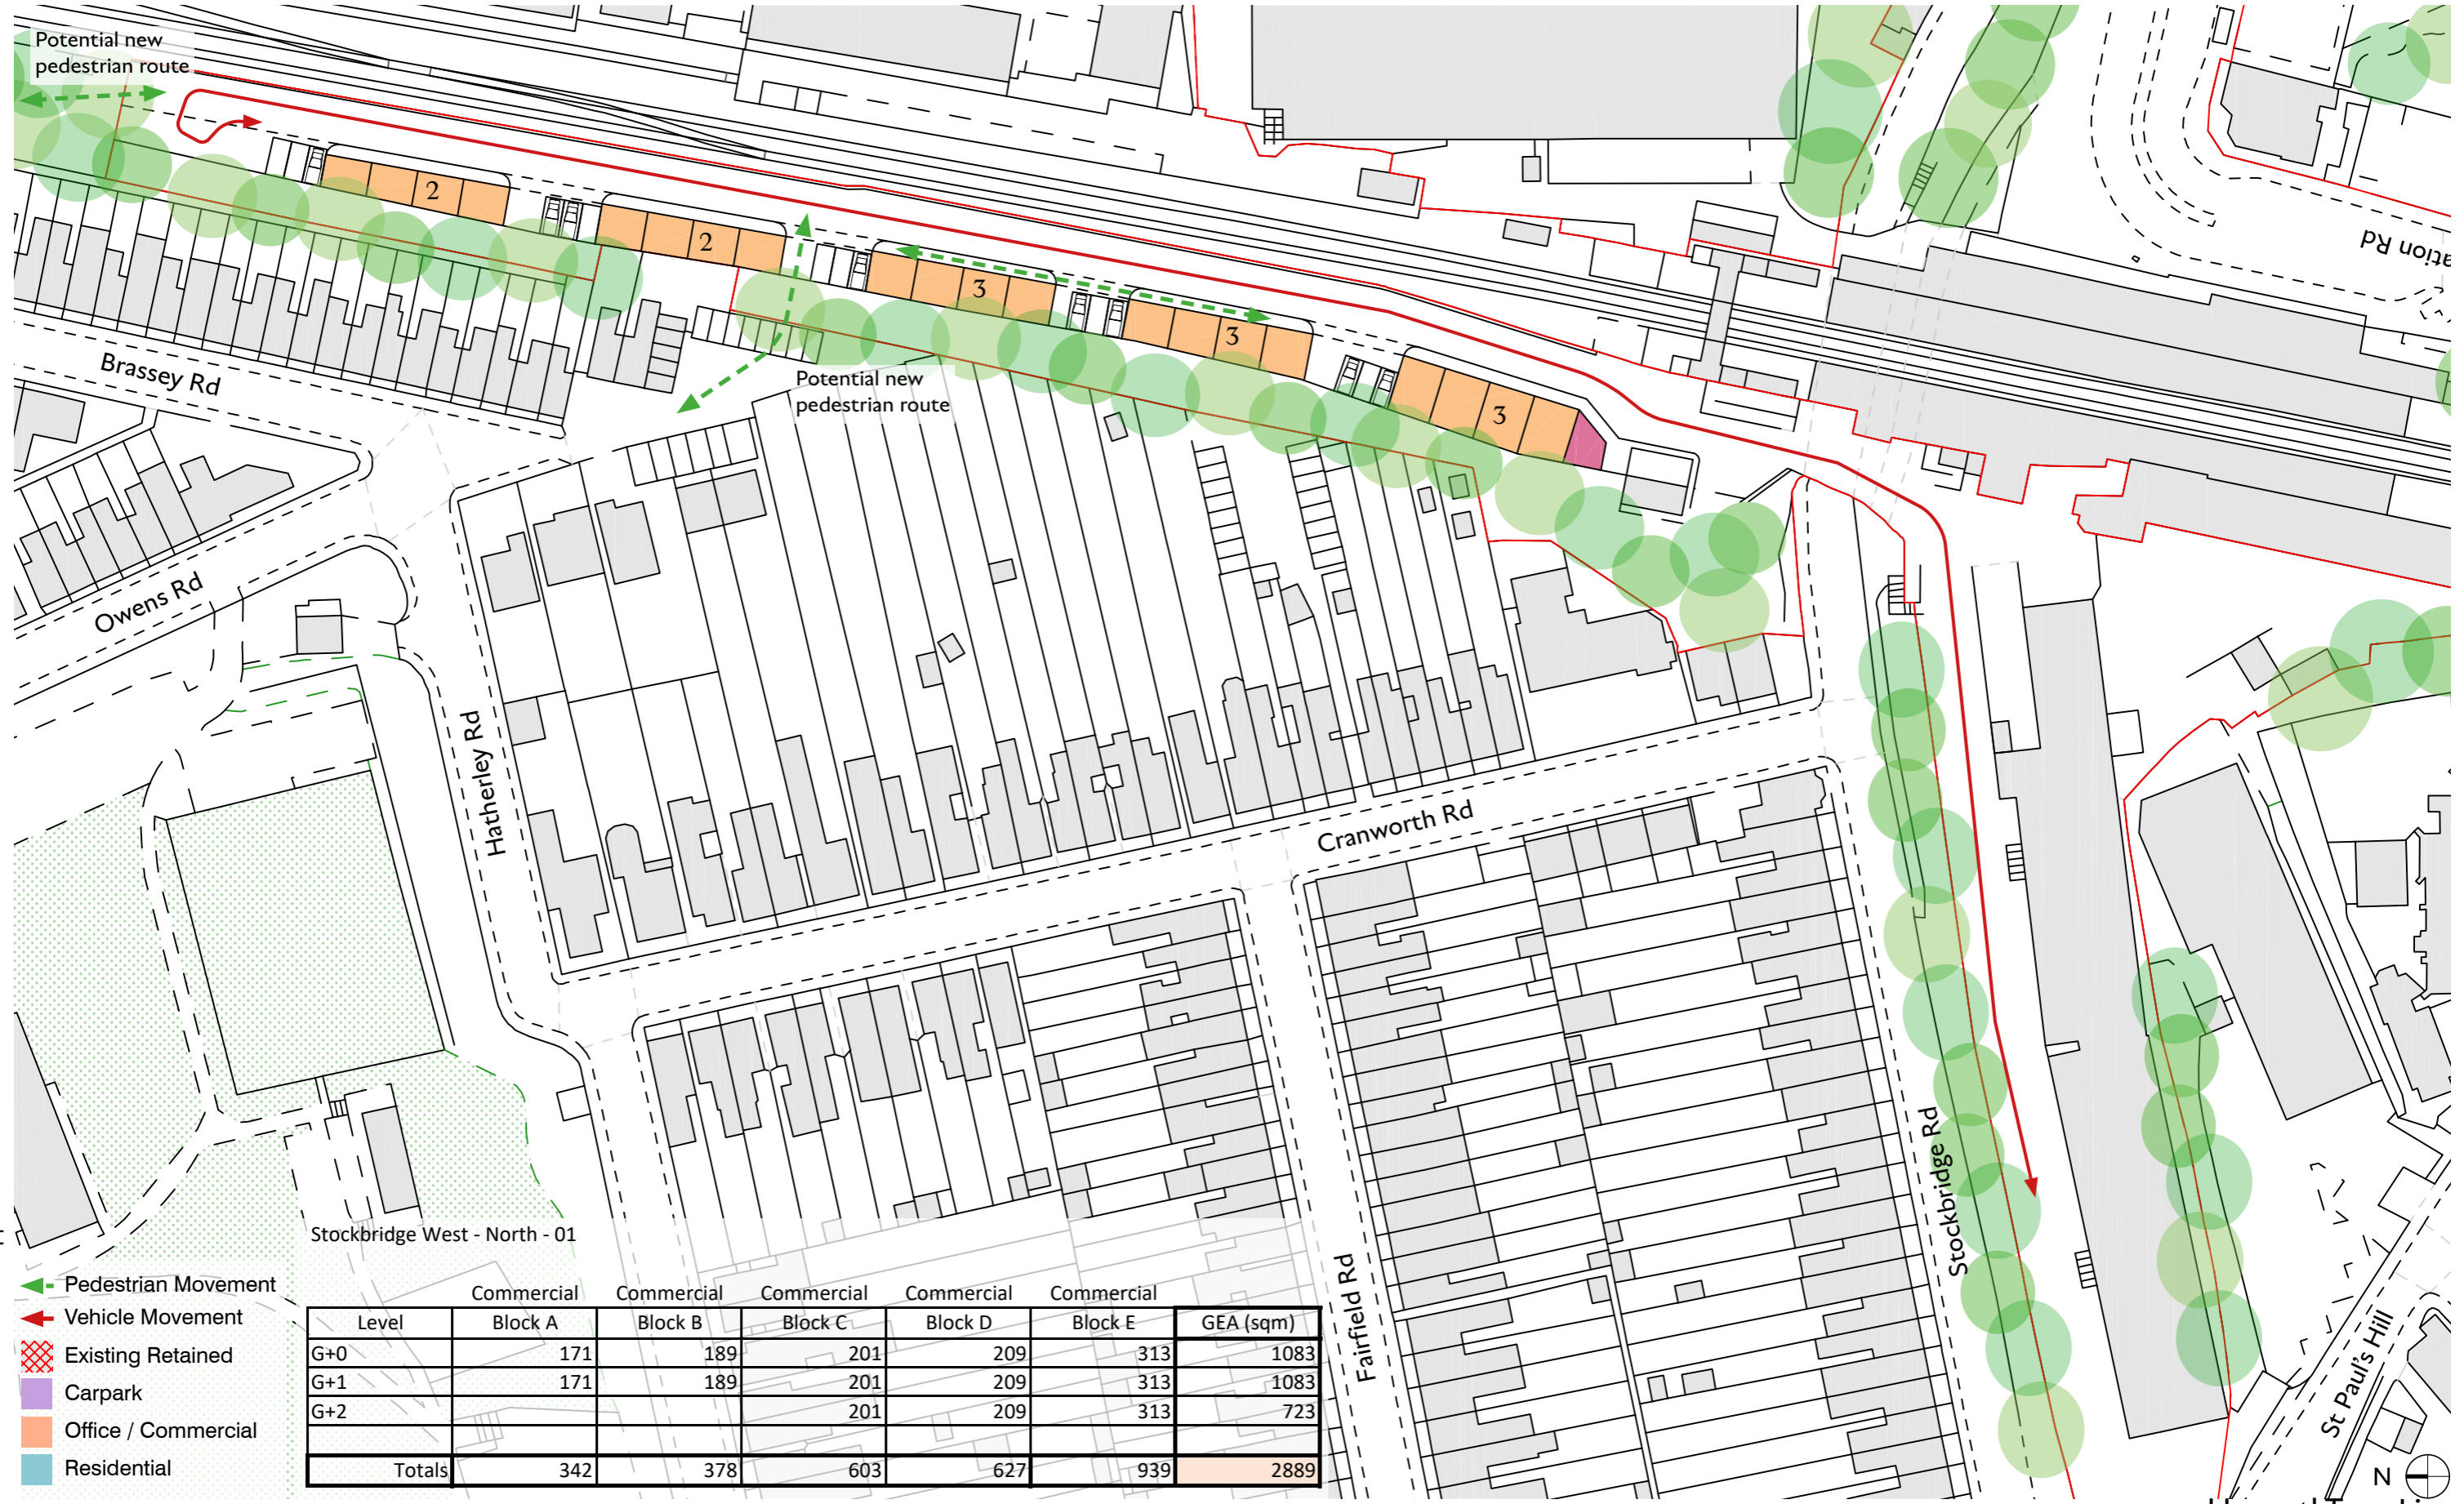 Potential new
pedestrian route
2
2
3
3
3
Potential new
pedestrian route
Brassey Rd
Owens Rd
Hatherley Rd
Cranworth Rd
Fairfield Rd
Stockbridge Rd
St Paul's Hill
Rd
Stockbridge West - North - 01
Pedestrian Movement
Vehicle Movement
Existing Retained
Carpark
Office / Commercial
Residential
Commercial Commercial Commercial Commercial Commercial
Level Block A Block B Block C Block D Block E GEA (sqm)
G+0 171 189 201 209 313 1083
G+1 171 189 201 209 313 1083
G+2 201 209 313 723
Totals 342 378 603 627 939 2889
N